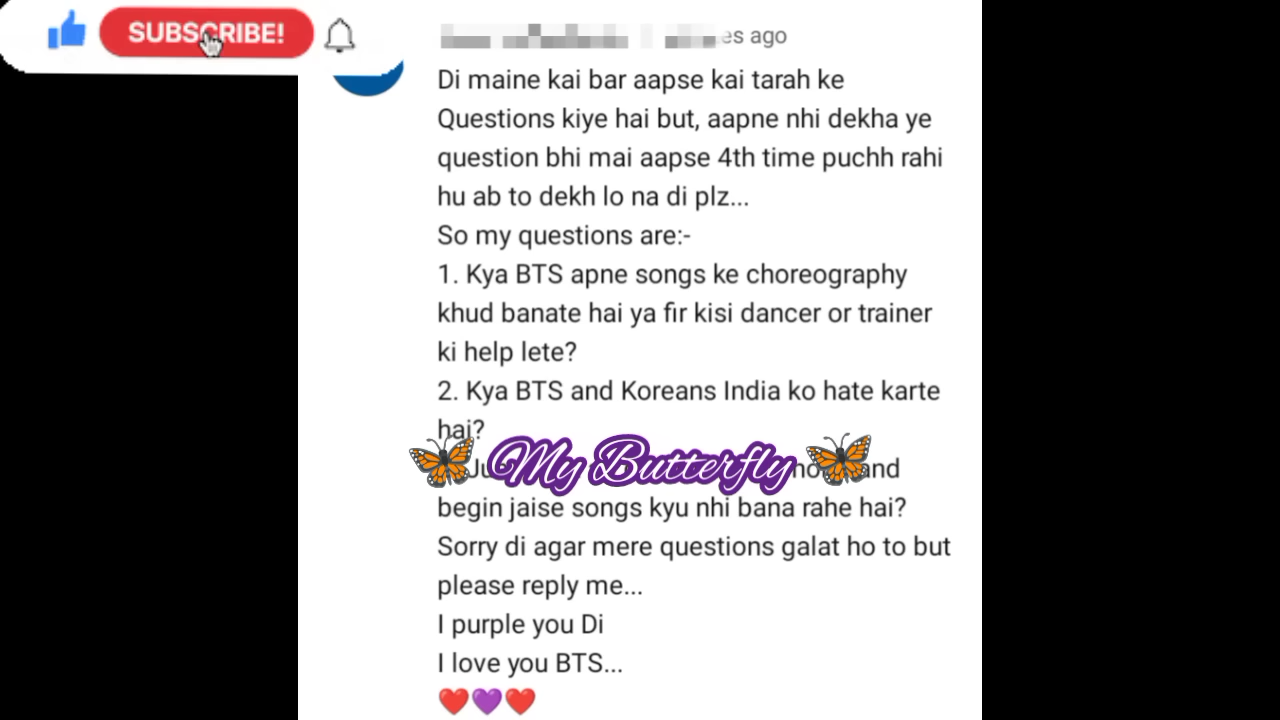 SUBSCRIBE!
es ago
Di maine kai bar aapse kai tarah ke
Questions kiye hai but, aapne nhi dekha ye
question bhi mai aapse 4th time puchh rahi
hu ab to dekh lo na di plz...
So my questions are:-
1. Kya BTS apne songs ke choreography
khud banate hai ya fir kisi dancer or trainer
ki help lete?
2. Kya BTS and Koreans India ko hate karte
hai?
My Butterfly
and
begin jaise songs kyu nhi bana rahe hai?
Sorry di agar mere questions galat ho to but
please reply me...
I purple you Di
I love you BTS...